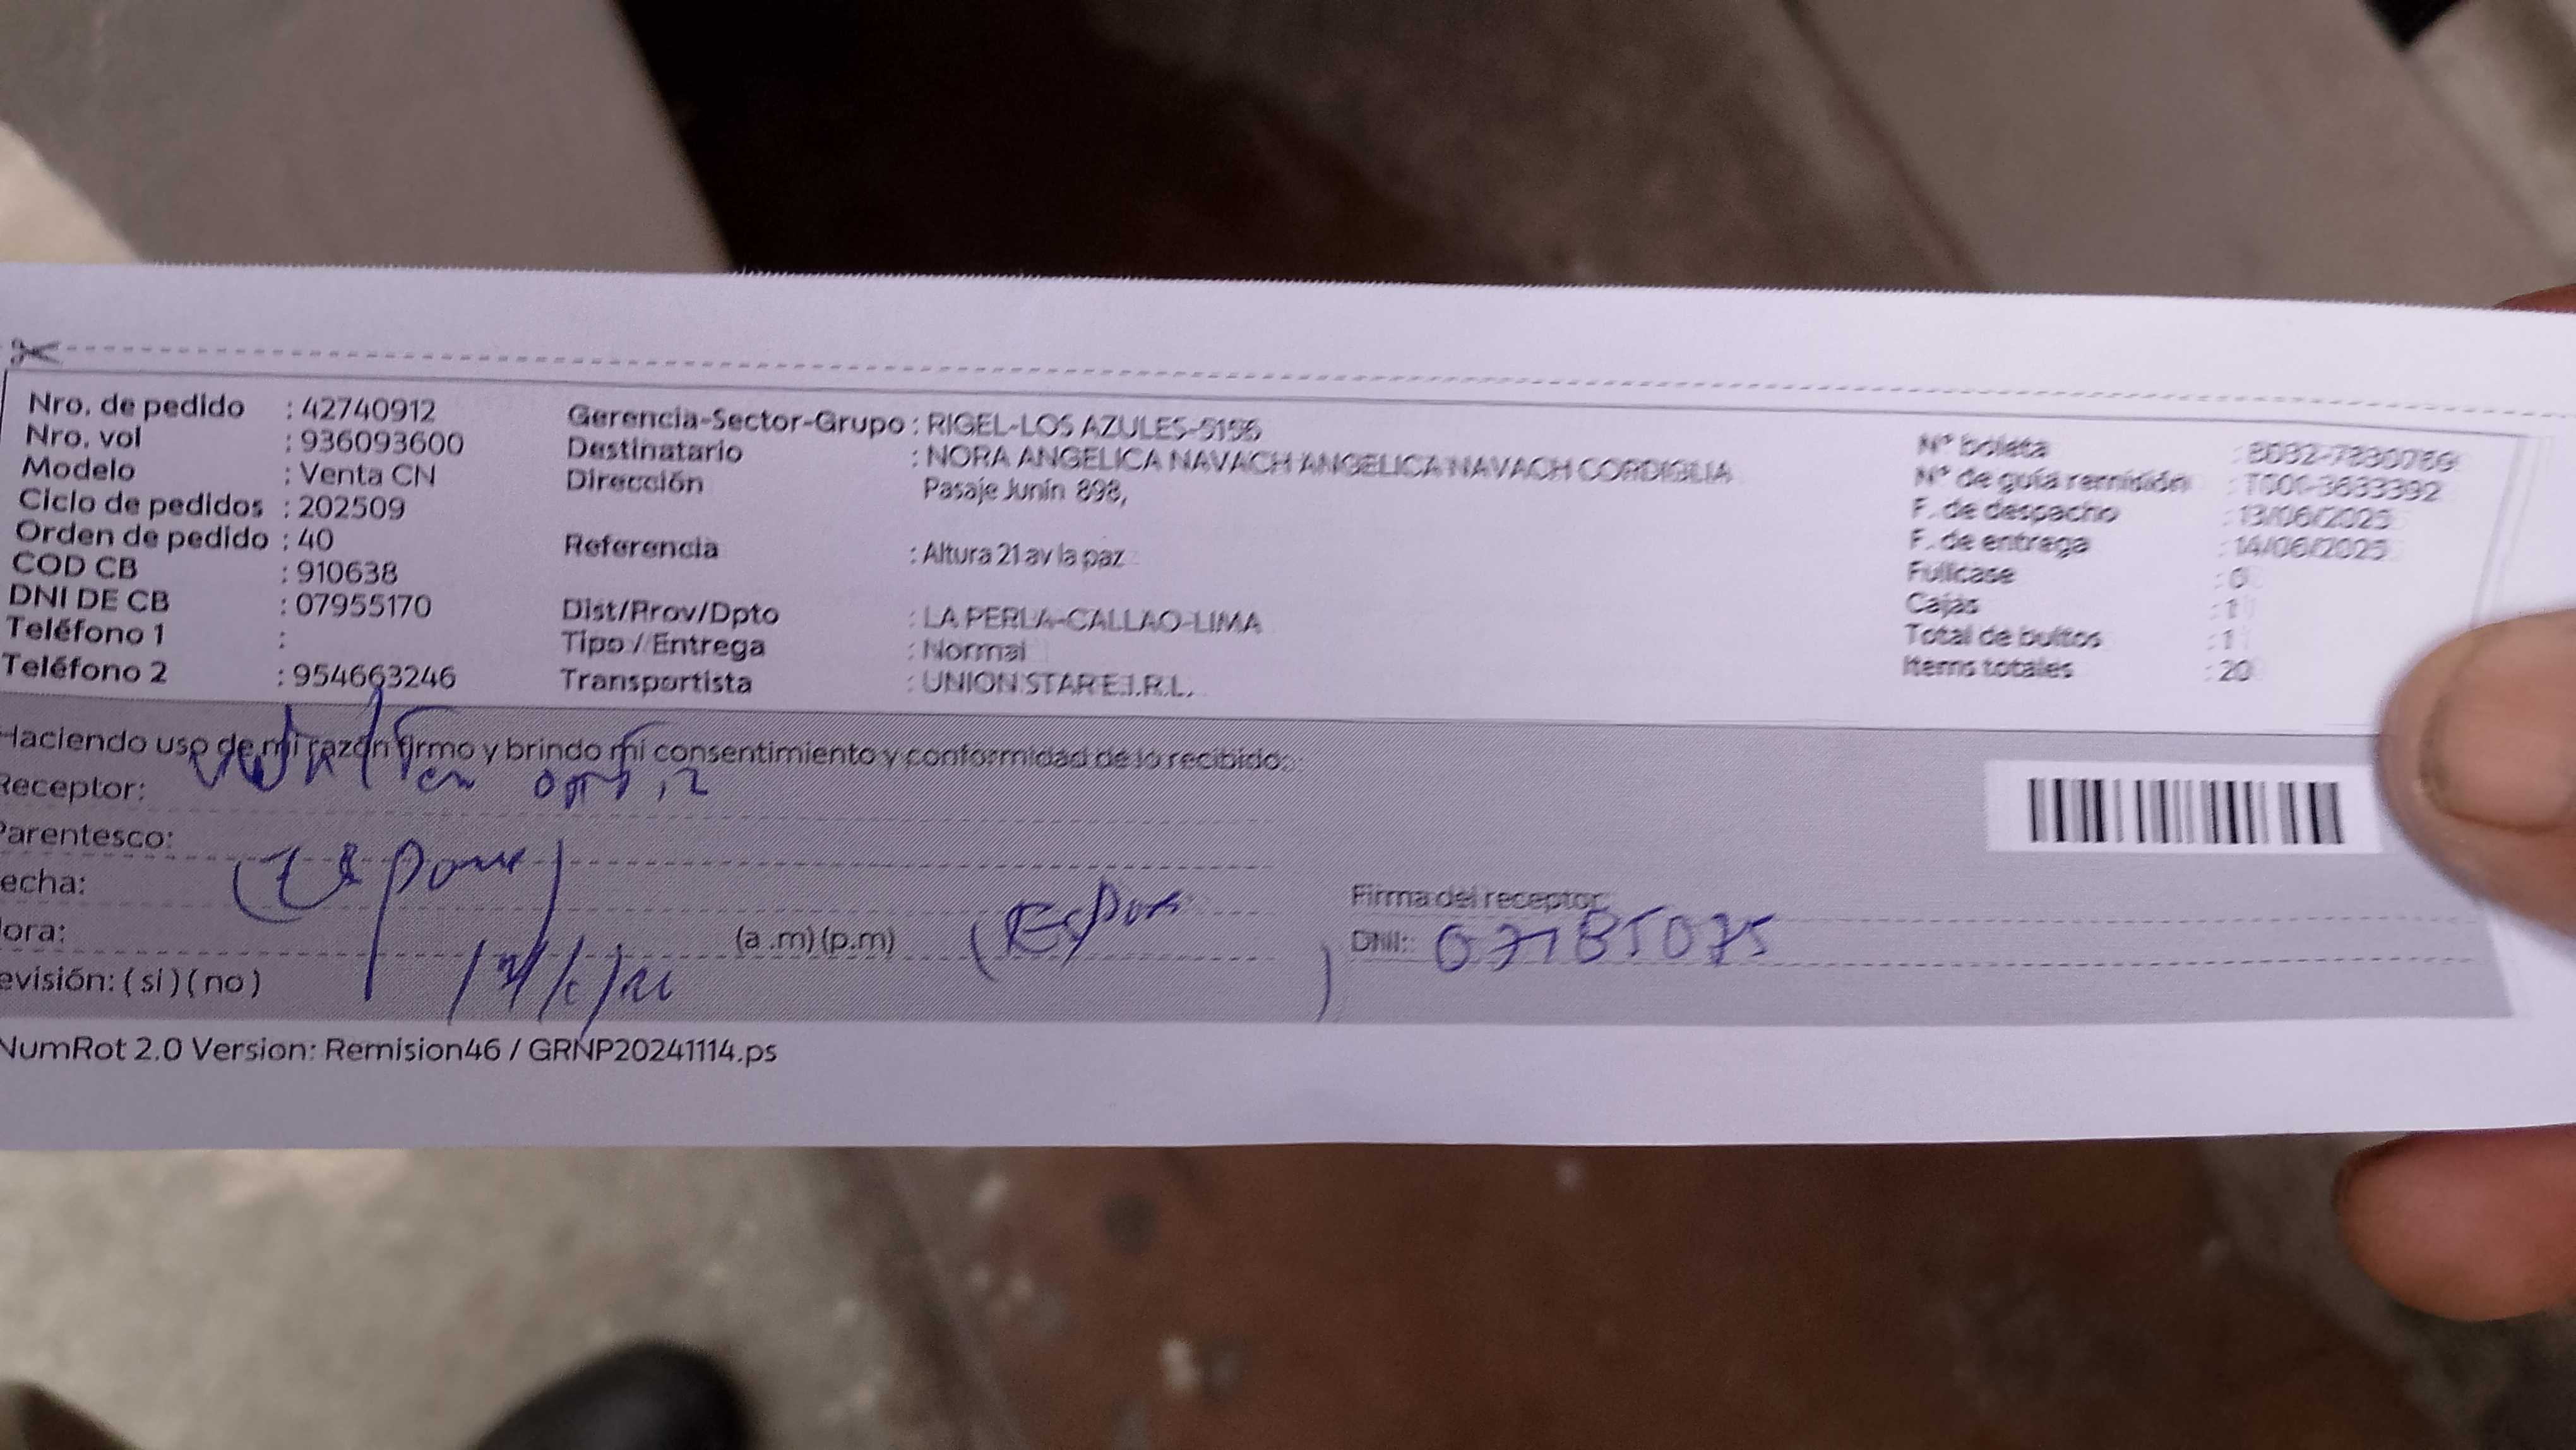 Nro. de pedido : 42740912
Nro. vol : 936093600
Modelo : Venta CN
Ciclo de pedidos : 202509
Orden de pedido : 40
COD CB : 910638
DNI DE CB : 07955170
Teléfono 1 :
Teléfono 2 : 954663246
Gerencia-Sector-Grupo : RIGEL-LOS AZULES-5156
Destinatario : NORA ANGELICA NAVACH ANGELICA NAVACH CORDIGLIA
Dirección Pasaje Junín 898,
Referencia : Altura 21 av la paz
Dist/Prov/Dpto : LA PERLA-CALLAO-LIMA
Tipo / Entrega : Normal
Transportista : UNION STAR E.I.R.L.
N° boleta
N° de guía remisión : T001-3633392
F. de despacho : 13/06/2025
F. de entrega : 14/06/2025
Fullcase : 0
Cajas : 1
Total de bultos : 1
Items totales : 20
Haciendo uso de mi razón firmo y brindo mi consentimiento y conformidad de lo recibido:
Receptor:
Parentesco:
echa:
ora: (a .m) (p.m)
evisión: ( si ) ( no )
Firma del receptor
DNI:
NumRot 2.0 Version: Remision46 / GRNP20241114.ps